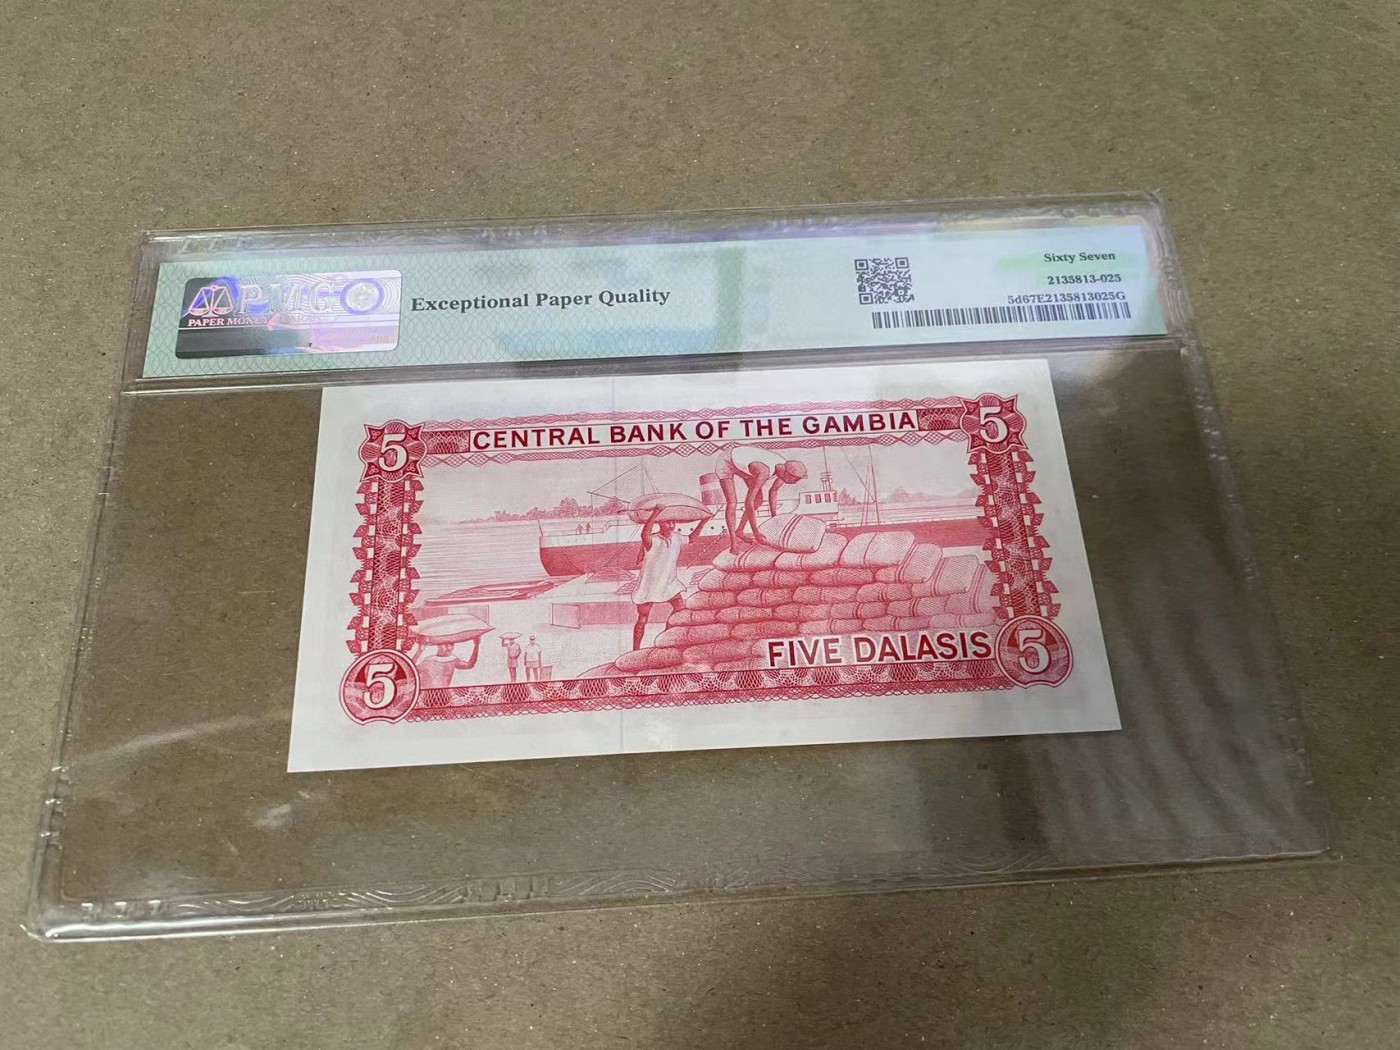 PMG
PAPER MONEY
Exceptional Paper Quality
Sixty Seven
2135813-025
5d67E2135813025G
5
CENTRAL BANK OF THE GAMBIA
5
5
FIVE DALASIS
5